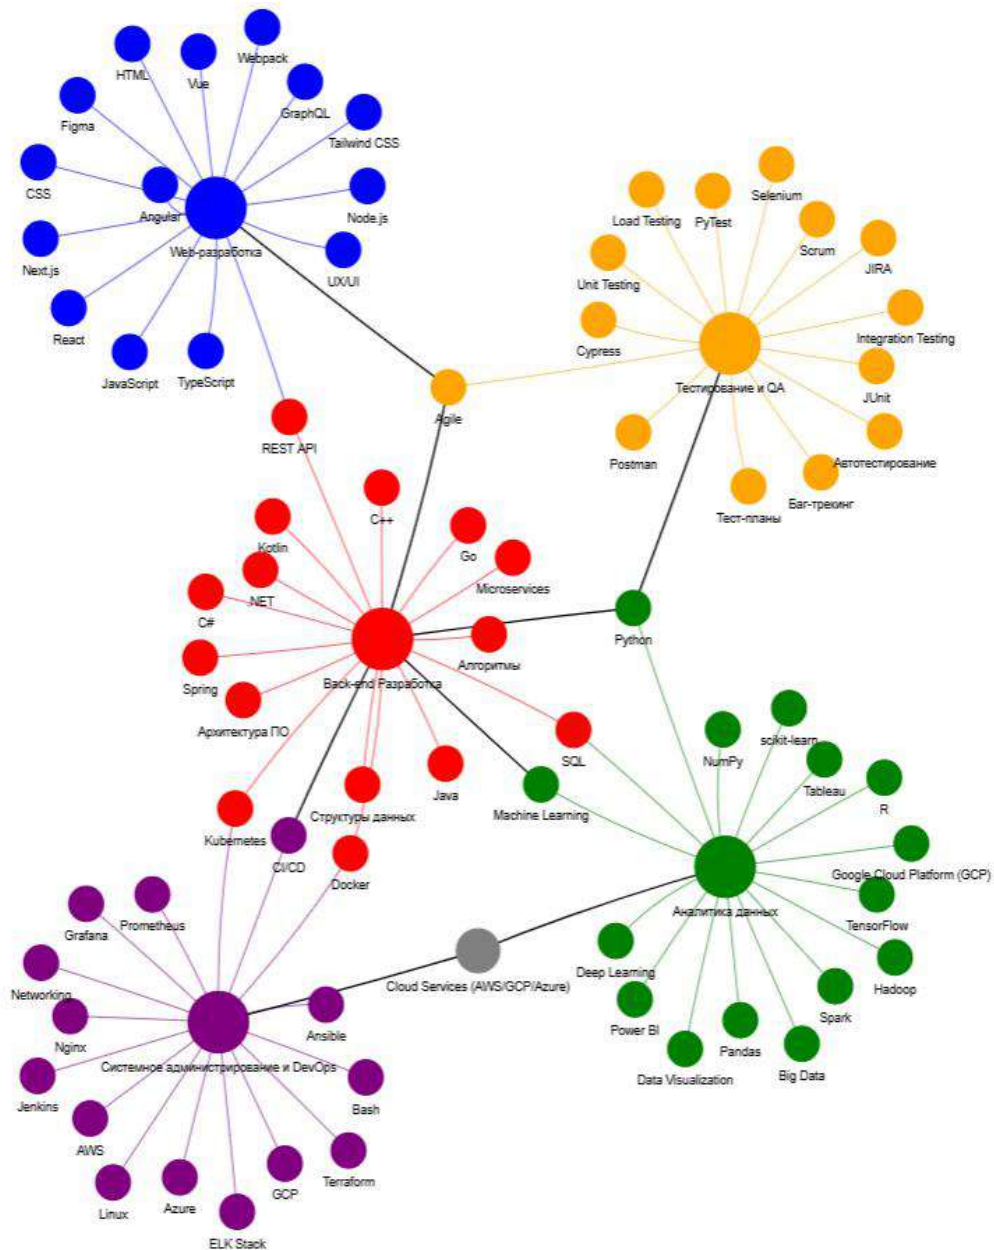 Webpack
HTML
Vue
GraphQL
Figma
Tailwind CSS
CSS
Angular
Node.js
Web-разработка
Next.js
UX/UI
React
JavaScript
TypeScript
Selenium
Load Testing
PyTest
Scrum
JIRA
Unit Testing
Integration Testing
Cypress
Тестирование и QA
JUnit
Agile
Postman
Автотестирование
Баг-трекинг
Тест-планы
REST API
C++
Kotlin
Go
Microservices
.NET
C#
Python
Алгоритмы
Spring
Back-end Разработка
Архитектура ПО
SQL
NumPy
scikit-learn
Java
Tableau
R
Структуры данных
Machine Learning
Kubernetes
CI/CD
Docker
Google Cloud Platform (GCP)
Аналитика данных
TensorFlow
Prometheus
Grafana
Deep Learning
Cloud Services (AWS/GCP/Azure)
Hadoop
Networking
Spark
Power BI
Ansible
Nginx
Pandas
Системное администрирование и DevOps
Big Data
Data Visualization
Jenkins
Bash
AWS
Terraform
GCP
Azure
Linux
ELK Stack